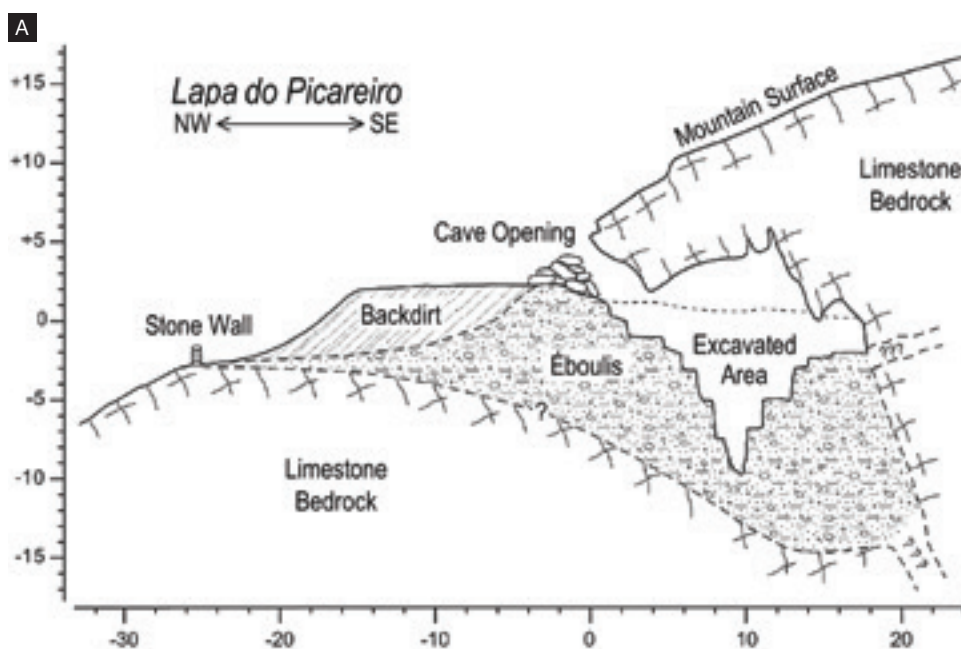 A
Lapa do Picareiro
NW SE
Mountain Surface
Limestone
Bedrock
Cave Opening
Stone Wall
Backdirt
Éboulis
Excavated
Area
???
?
Limestone
Bedrock
???
+15
+10
+5
0
-5
-10
-15
-30 -20 -10 0 10 20